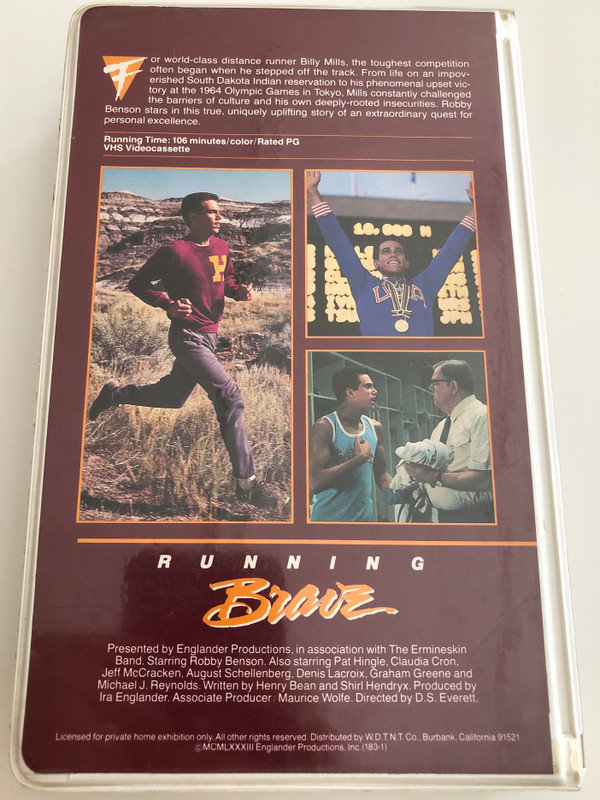 For world-class distance runner Billy Mills, the toughest competition
often began when he stepped off the track. From life on an impov-
erished South Dakota Indian reservation to his phenomenal upset vic-
tory at the 1964 Olympic Games in Tokyo, Mills constantly challenged
the barriers of culture and his own deeply-rooted insecurities. Robby
Benson stars in this true, uniquely uplifting story of an extraordinary quest for
personal excellence.
Running Time: 106 minutes/color/Rated PG
VHS Videocassette
H
10.000 M
USA
RUNNING
Brave
Presented by Englander Productions, in association with The Ermineskin
Band. Starring Robby Benson. Also starring Pat Hingle, Claudia Cron,
Jeff McCracken, August Schellenberg, Denis Lacroix, Graham Greene and
Michael J. Reynolds. Written by Henry Bean and Shirl Hendryx. Produced by
Ira Englander. Associate Producer: Maurice Wolfe. Directed by D.S. Everett.
Licensed for private home exhibition only. All other rights reserved. Distributed by W.D.T.N.T. Co., Burbank, California 91521.
©MCMLXXXIII Englander Productions, Inc. (183-1)